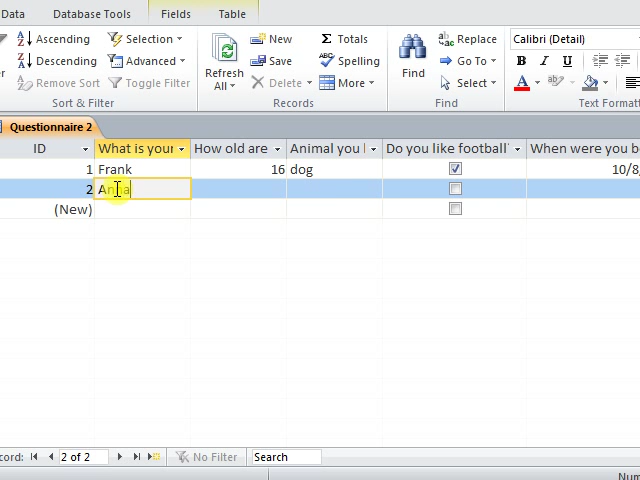 Data Database Tools Fields Table
Ascending Selection Advanced
Descending
Remove Sort Toggle Filter
Sort & Filter
Refresh All
New Save Delete
Totals Spelling More
Records
Find
Replace Go To Select
Find
Calibri (Detail)
B I U
A
Text Formatt
Questionnaire 2
ID What is your How old are Animal you l Do you like football When were you bo
1 Frank 16 dog 10/8/
2 Anna
(New)
cord: 2 of 2 No Filter Search
Num